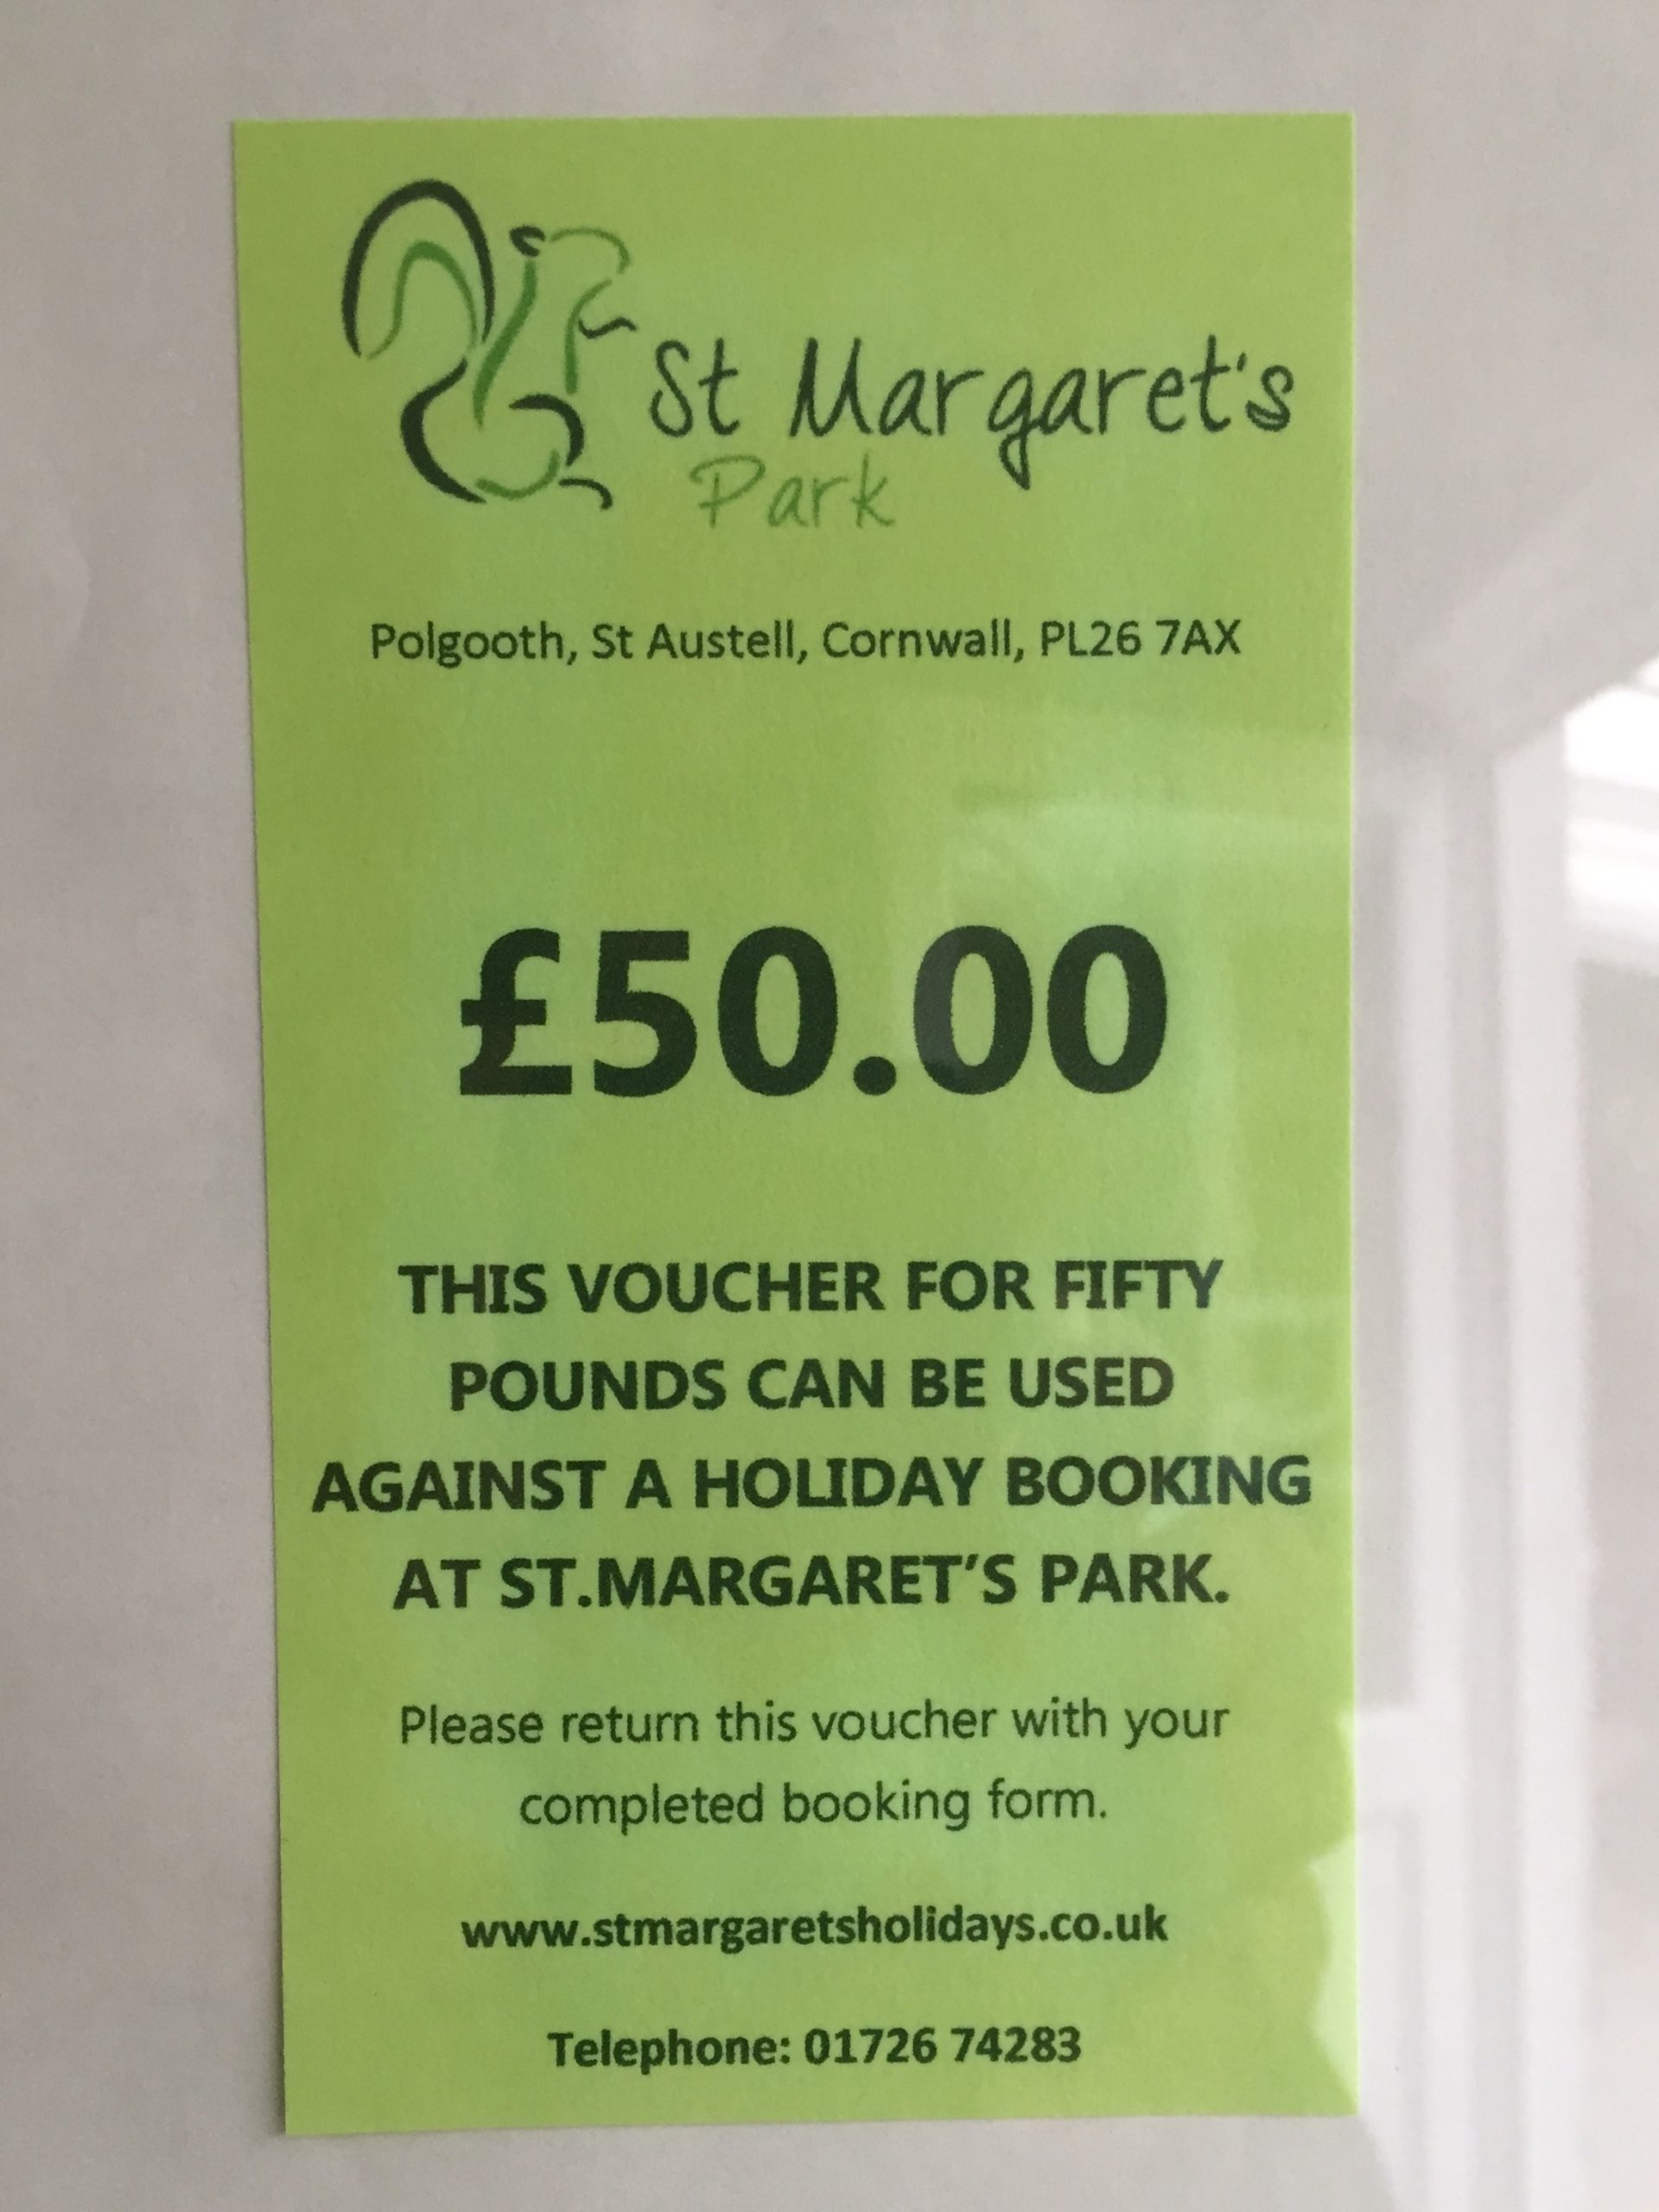 St Margaret's
Park
Polgooth, St Austell, Cornwall, PL26 7AX
£50.00
THIS VOUCHER FOR FIFTY
POUNDS CAN BE USED
AGAINST A HOLIDAY BOOKING
AT ST.MARGARET'S PARK.
Please return this voucher with your
completed booking form.
www.stmargaretsholidays.co.uk
Telephone: 01726 74283